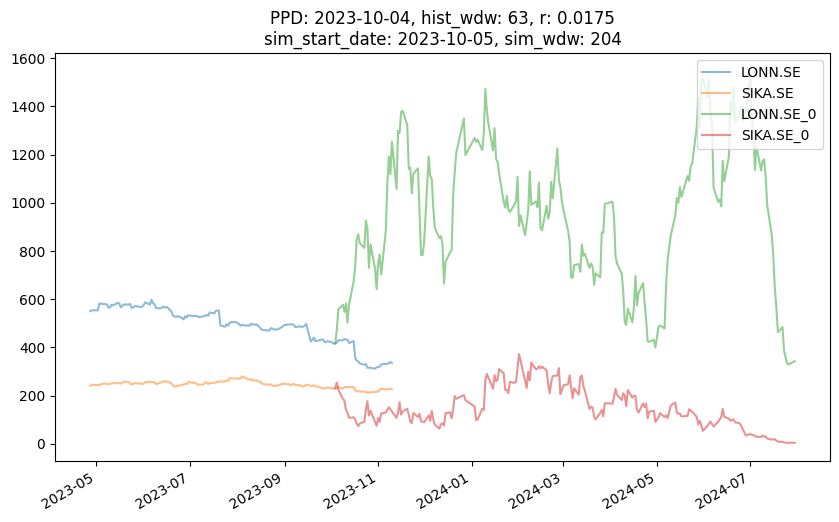 PPD: 2023-10-04, hist_wdw: 63, r: 0.0175
sim_start_date: 2023-10-05, sim_wdw: 204
1600
1400
1200
1000
800
600
400
200
0
LONN.SE
SIKA.SE
LONN.SE_0
SIKA.SE_0
2023-05
2023-07
2023-09
2023-11
2024-01
2024-03
2024-05
2024-07